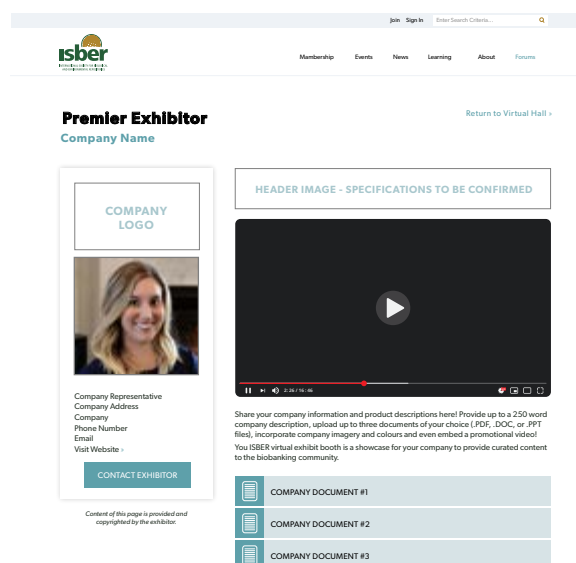 Join Sign In Enter Search Criteria...
isber
Membership Events News Learning About Forums
Premier Exhibitor
Return to Virtual Hall ›
Company Name
COMPANY
LOGO
Company Representative
Company Address
Company
Phone Number
Email
Visit Website ›
CONTACT EXHIBITOR
Content of this page is provided and
copyrighted by the exhibitor.
HEADER IMAGE - SPECIFICATIONS TO BE CONFIRMED
2:26 / 16:46
Share your company information and product descriptions here! Provide up to a 250 word
company description, upload up to three documents of your choice (.PDF, .DOC, or .PPT
files), incorporate company imagery and colours and even embed a promotional video!
You ISBER virtual exhibit booth is a showcase for your company to provide curated content
to the biobanking community.
COMPANY DOCUMENT #1
COMPANY DOCUMENT #2
COMPANY DOCUMENT #3